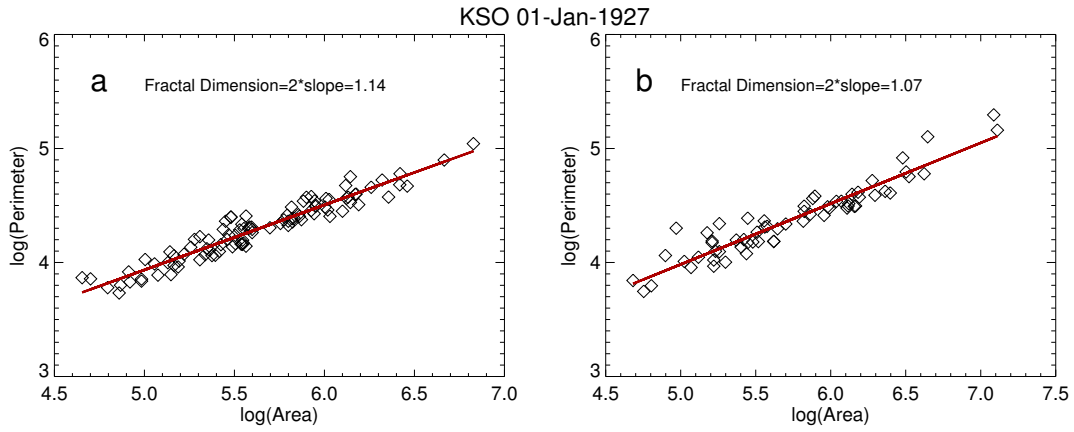 KSO 01-Jan-1927
a
Fractal Dimension=2*slope=1.14
log(Perimeter)
6
5
4
3
4.5 5.0 5.5 6.0 6.5 7.0
log(Area)
b
Fractal Dimension=2*slope=1.07
log(Perimeter)
6
5
4
3
5.0 5.5 6.0 6.5 7.0 7.5
4.5
log(Area)